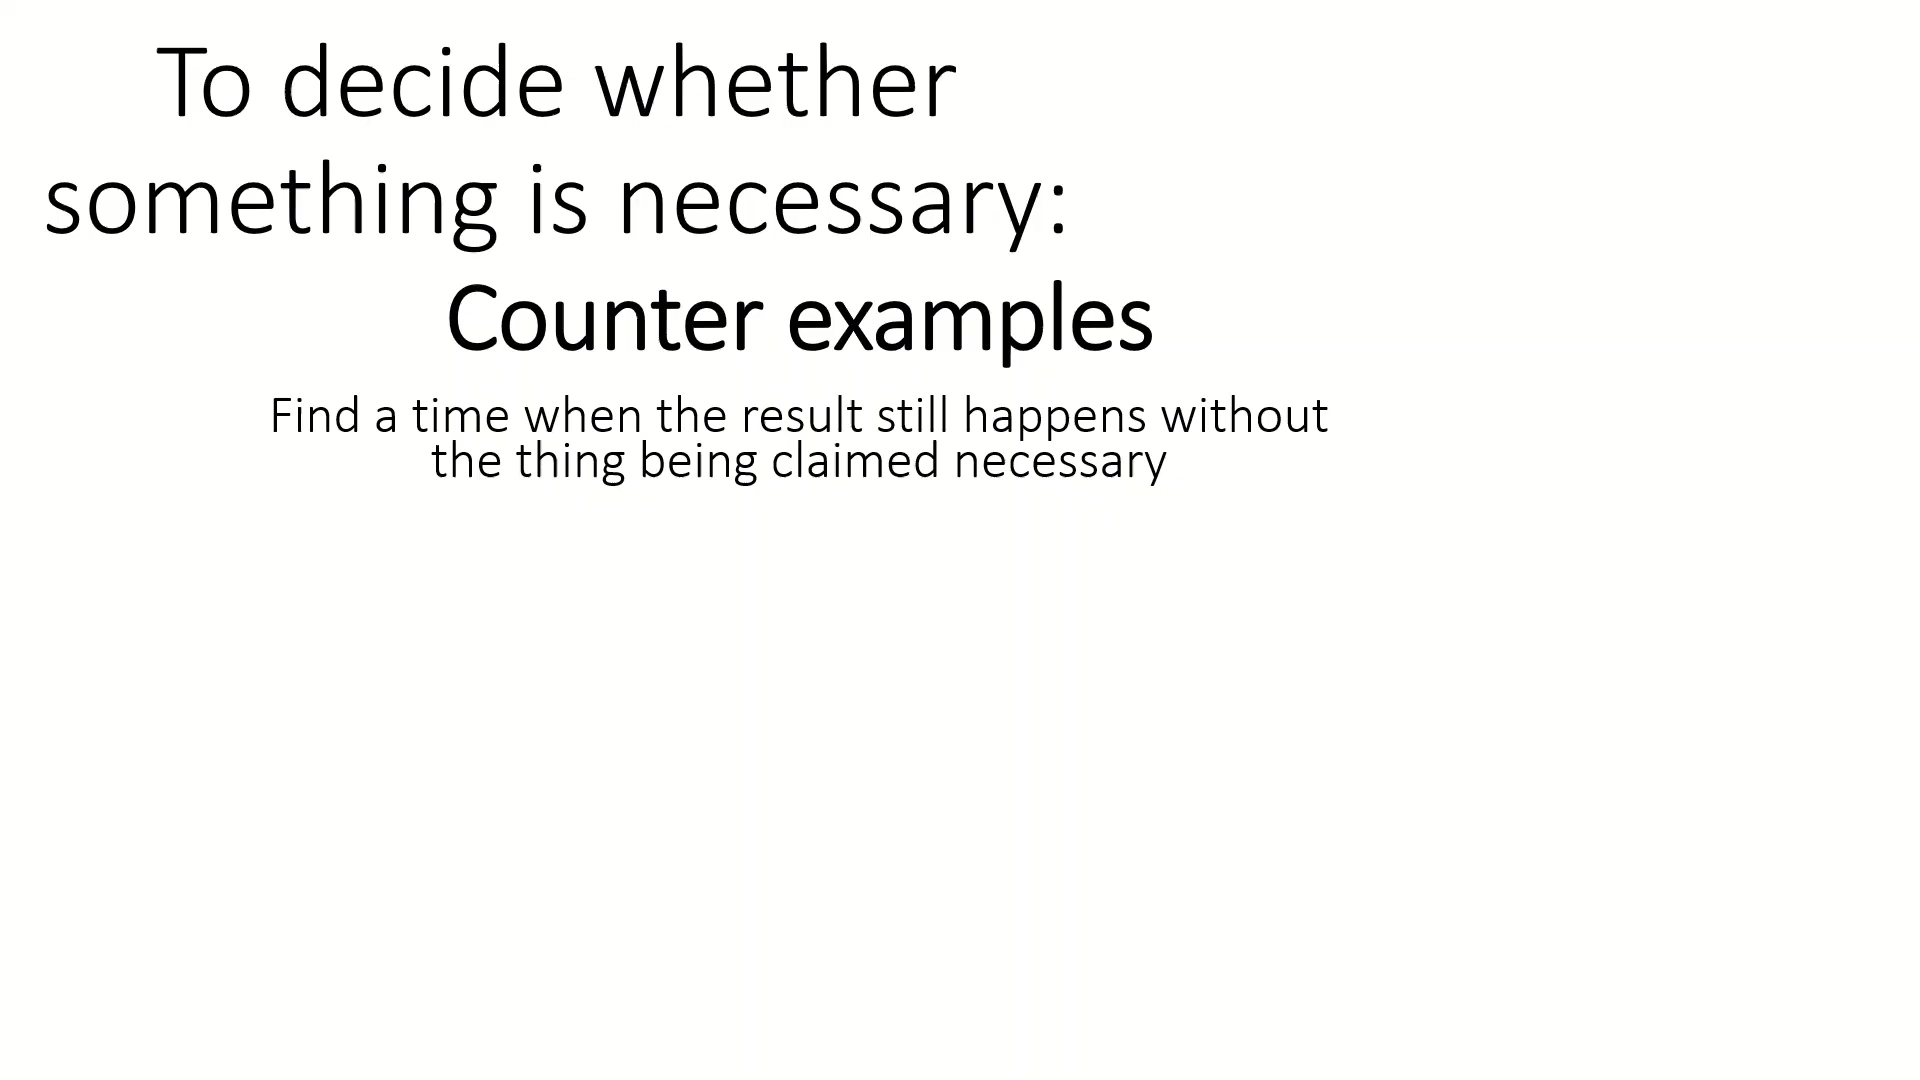 To decide whether
something is necessary:
Counter examples
Find a time when the result still happens without
the thing being claimed necessary